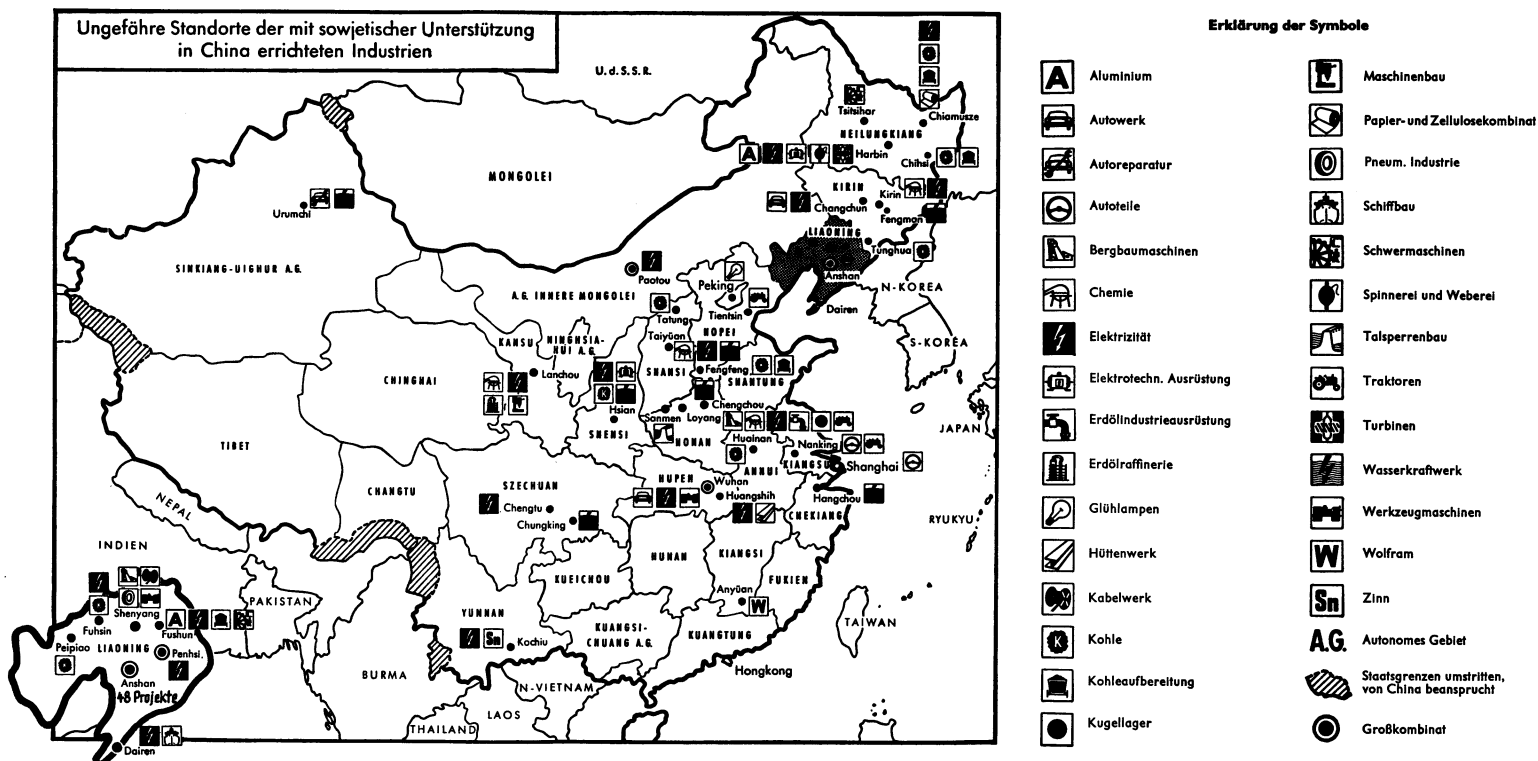 Ungefähre Standorte der mit sowjetischer Unterstützung
in China errichteten Industrien
U.d.S.S.R.
Tsitsihar
Chiamusze
HEILUNGKIANG
Harbin
Chihsi
MONGOLEI
KIRIN
Kirin
Changchun
Fengman
Urumchi
LIAONING
Tunghua
SINKIANG-UIGHUR A.G.
Paotou
Anshan
Peking
N-KOREA
A.G. INNERE MONGOLEI
Tatung
Tientsin
Dairen
HOPEI
Taiyüan
KANSU
NINGHSIA-
HUI A.G.
S-KOREA
Lanchou
SHANSI
Fengfeng
CHINGHAI
SHANTUNG
Hsian
Sanmen
Loyang
Chengchou
JAPAN
SHENSI
HONAN
Huainan
Nanking
TIBET
ANHUI
KIANGSU
Shanghai
CHANGTU
SZECHUAN
HUPEH
Wuhan
Huangshih
Hangchou
NEPAL
Chengtu
Chungking
CHEKIANG
RYUKYU
INDIEN
HUNAN
KIANGSI
KUEICHOU
FUKIEN
PAKISTAN
Anyüan
W
YÜNNAN
KUANGSI-
CHUANG A.G.
KUANGTUNG
TAIWAN
Sn
Kochiu
Hongkong
BURMA
N-VIETNAM
LAOS
THAILAND
Shenyang
A
Fuhsin
Fushun
Peipiao
LIAONING
Penhsi.
Anshan
48 Projekte
Dairen
Erklärung der Symbole
A Aluminium
Autowerk
Autoreparatur
Autoteile
Bergbaumaschinen
Chemie
Elektrizität
Elektrotechn. Ausrüstung
Erdölindustrieausrüstung
Erdölraffinerie
Glühlampen
Hüttenwerk
Kabelwerk
K Kohle
Kohleaufbereitung
Kugellager
Maschinenbau
Papier- und Zellulosekombinat
Pneum. Industrie
Schiffbau
Schwermaschinen
Spinnerei und Weberei
Talsperrenbau
Traktoren
Turbinen
Wasserkraftwerk
Werkzeugmaschinen
W Wolfram
Sn Zinn
A.G. Autonomes Gebiet
Staatsgrenzen umstritten,
von China beansprucht
Großkombinat